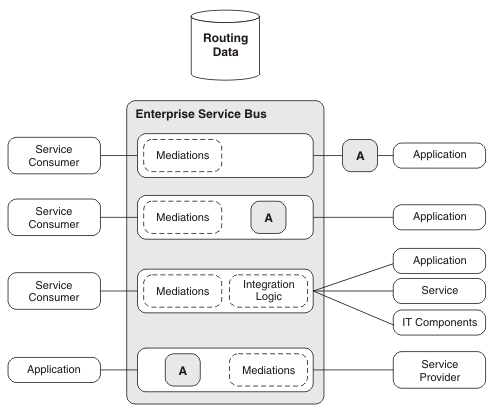 Routing
Data
Enterprise Service Bus
Service
Consumer
Mediations
A
Application
Service
Consumer
Mediations
A
Application
Service
Consumer
Mediations
Integration
Logic
Application
Service
IT Components
Application
A
Mediations
Service
Provider